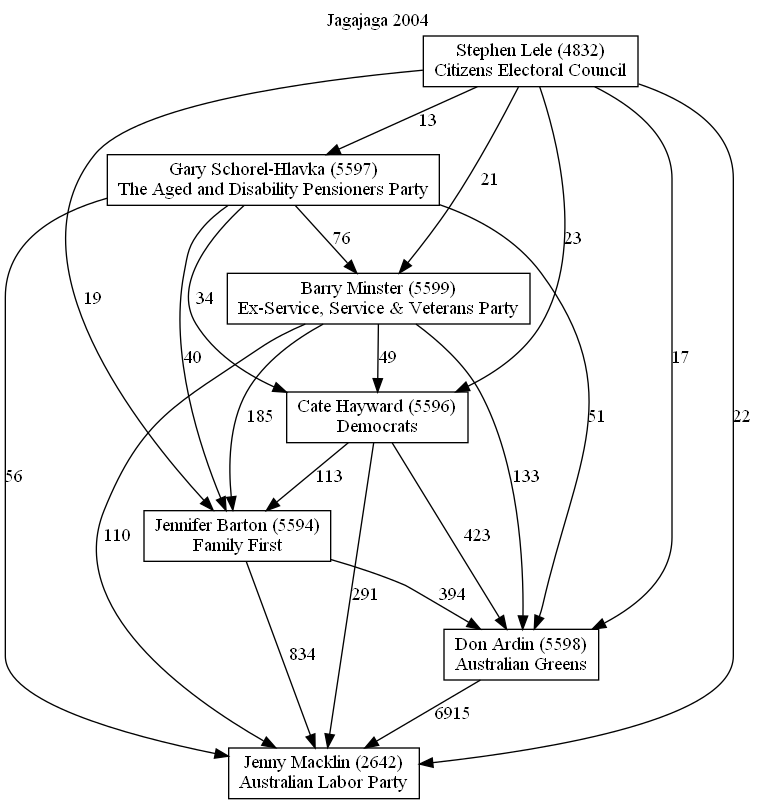 Jagajaga 2004
Stephen Lele (4832)
Citizens Electoral Council
13
Gary Schorel-Hlavka (5597)
The Aged and Disability Pensioners Party
21
76
23
Barry Minster (5599)
Ex-Service, Service & Veterans Party
19
34
40
49
17
Cate Hayward (5596)
Democrats
185
51
22
56
113
133
Jennifer Barton (5594)
Family First
110
423
291
394
Don Ardin (5598)
Australian Greens
834
6915
Jenny Macklin (2642)
Australian Labor Party